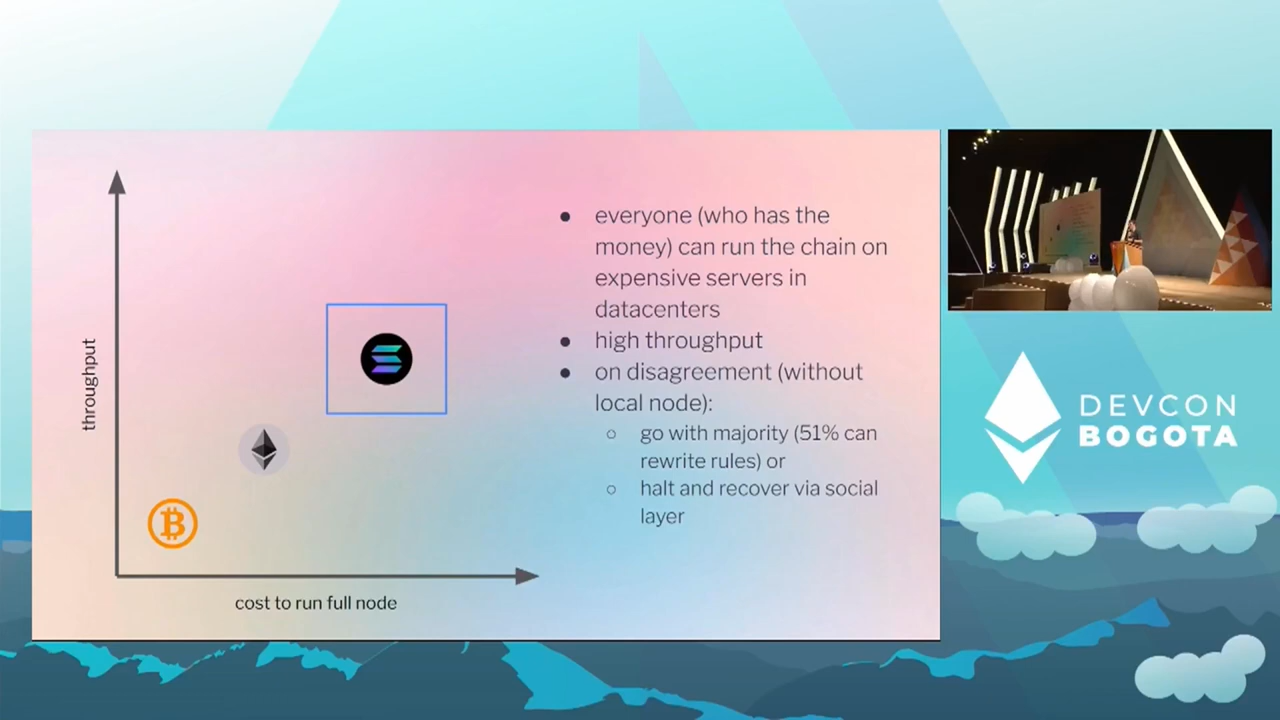 throughput
cost to run full node
● everyone (who has the
money) can run the chain on
expensive servers in
datacenters
● high throughput
● on disagreement (without
local node):
○ go with majority (51% can
rewrite rules) or
○ halt and recover via social
layer
DEVCON
BOGOTA